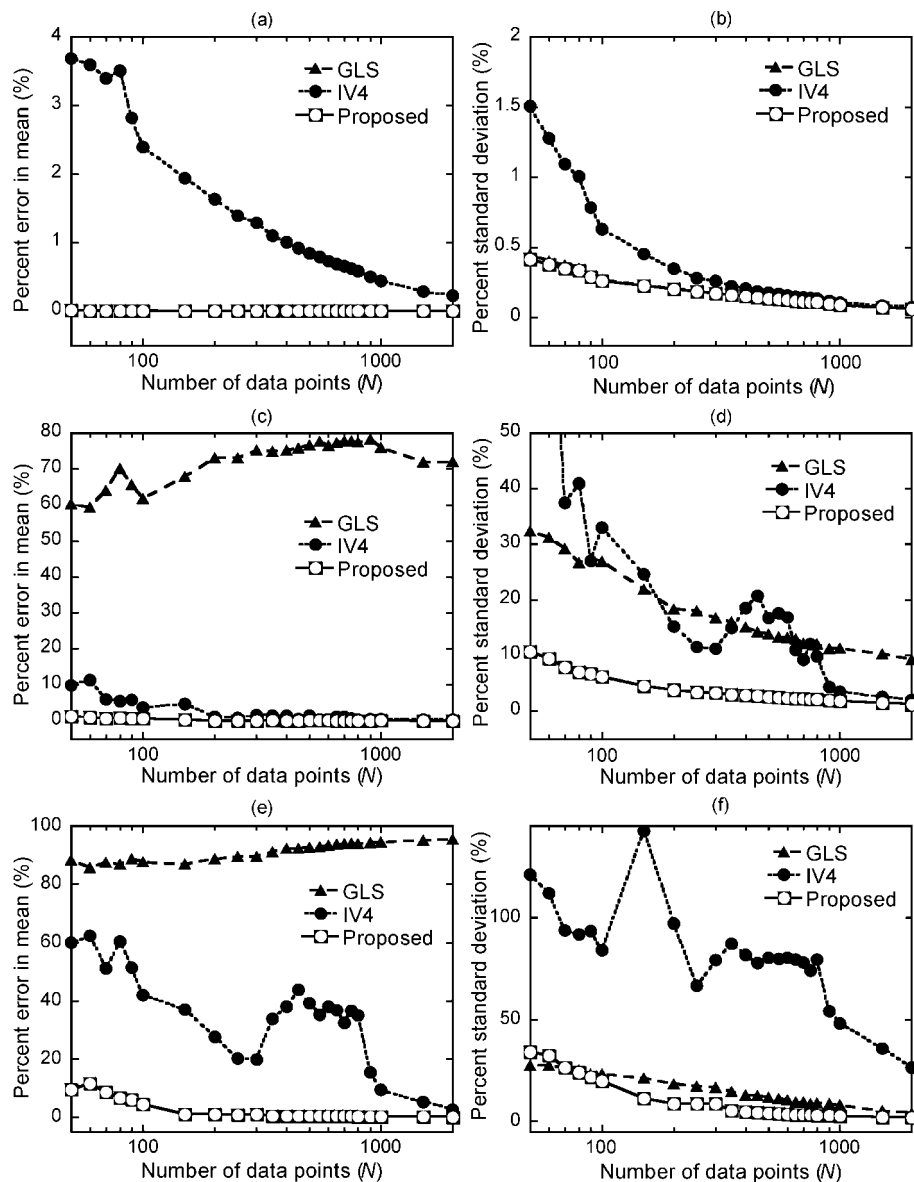 (a)
Percent error in mean (%)
4
3
2
1
0
GLS
IV4
Proposed
100
1000
Number of data points (N)
(b)
Percent standard deviation (%)
2
1.5
1
0.5
0
GLS
IV4
Proposed
100
1000
Number of data points (N)
(c)
Percent error in mean (%)
80
70
60
50
40
30
20
10
0
GLS
IV4
Proposed
100
1000
Number of data points (N)
(d)
Percent standard deviation (%)
50
40
30
20
10
0
GLS
IV4
Proposed
100
1000
Number of data points (N)
(e)
Percent error in mean (%)
100
80
60
40
20
0
GLS
IV4
Proposed
100
1000
Number of data points (N)
(f)
Percent standard deviation (%)
100
50
0
GLS
IV4
Proposed
100
1000
Number of data points (N)